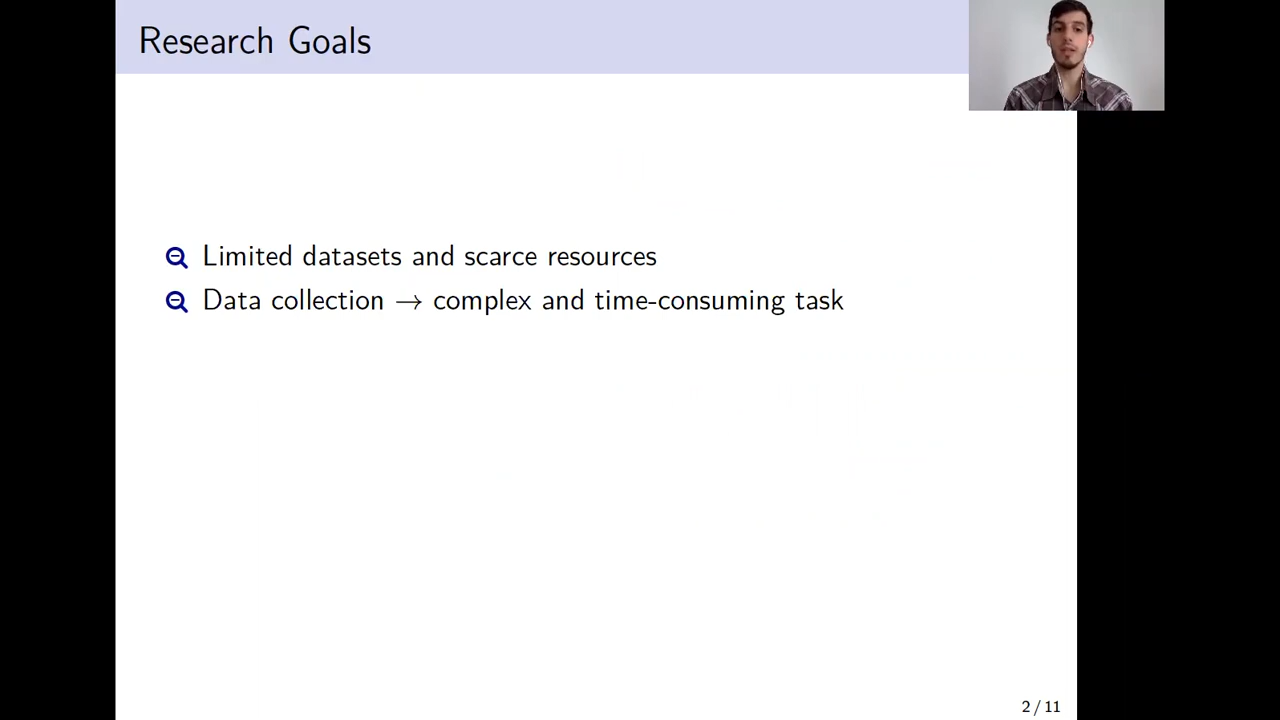 Research Goals
Limited datasets and scarce resources
Data collection → complex and time-consuming task
2 / 11